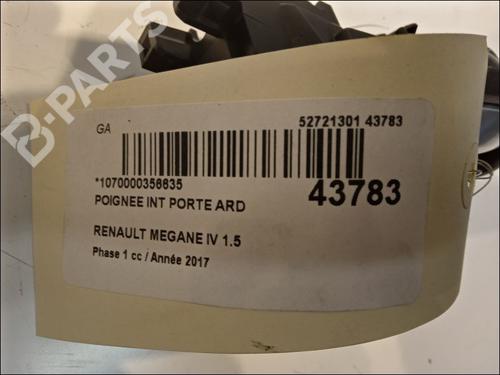 B-PARTS
GA
52721301 43783
*1070000356635
43783
POIGNEE INT PORTE ARD
RENAULT MEGANE IV 1.5
Phase 1 cc / Année 2017